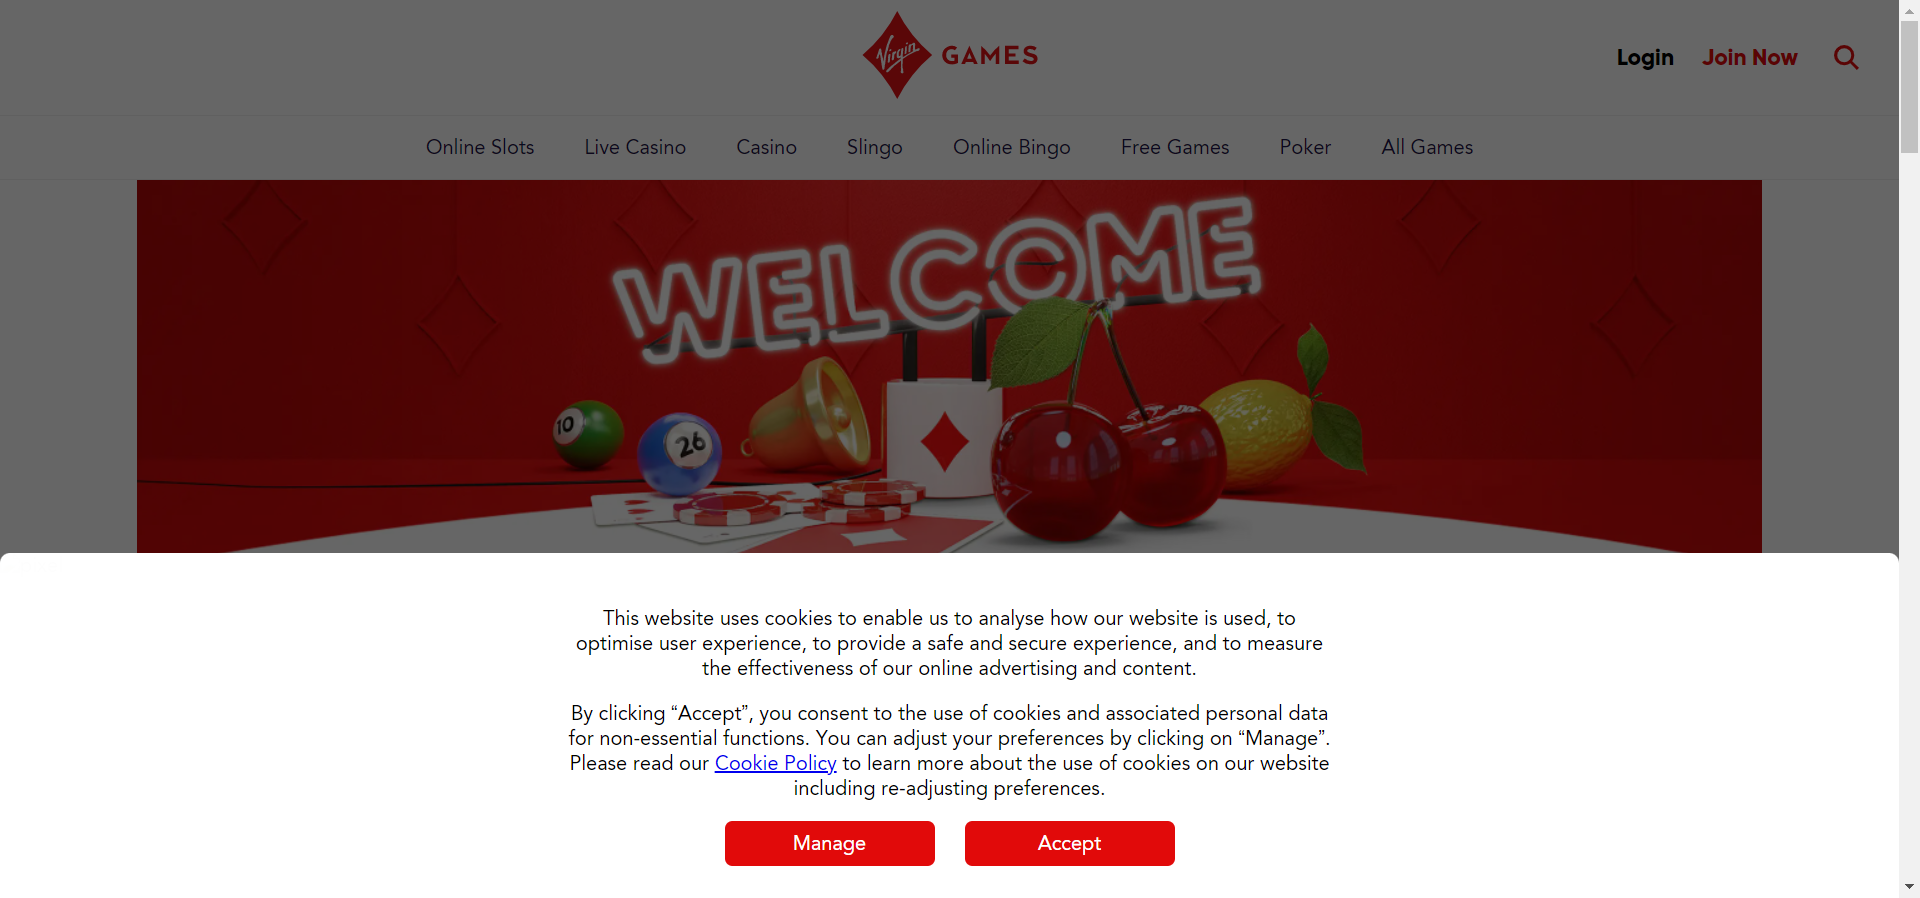 Virgin GAMES
Login Join Now
Online Slots Live Casino Casino Slingo Online Bingo Free Games Poker All Games
WELCOME
10
26
This website uses cookies to enable us to analyse how our website is used, to
optimise user experience, to provide a safe and secure experience, and to measure
the effectiveness of our online advertising and content.
By clicking “Accept”, you consent to the use of cookies and associated personal data
for non-essential functions. You can adjust your preferences by clicking on “Manage”.
Please read our Cookie Policy to learn more about the use of cookies on our website
including re-adjusting preferences.
Manage Accept